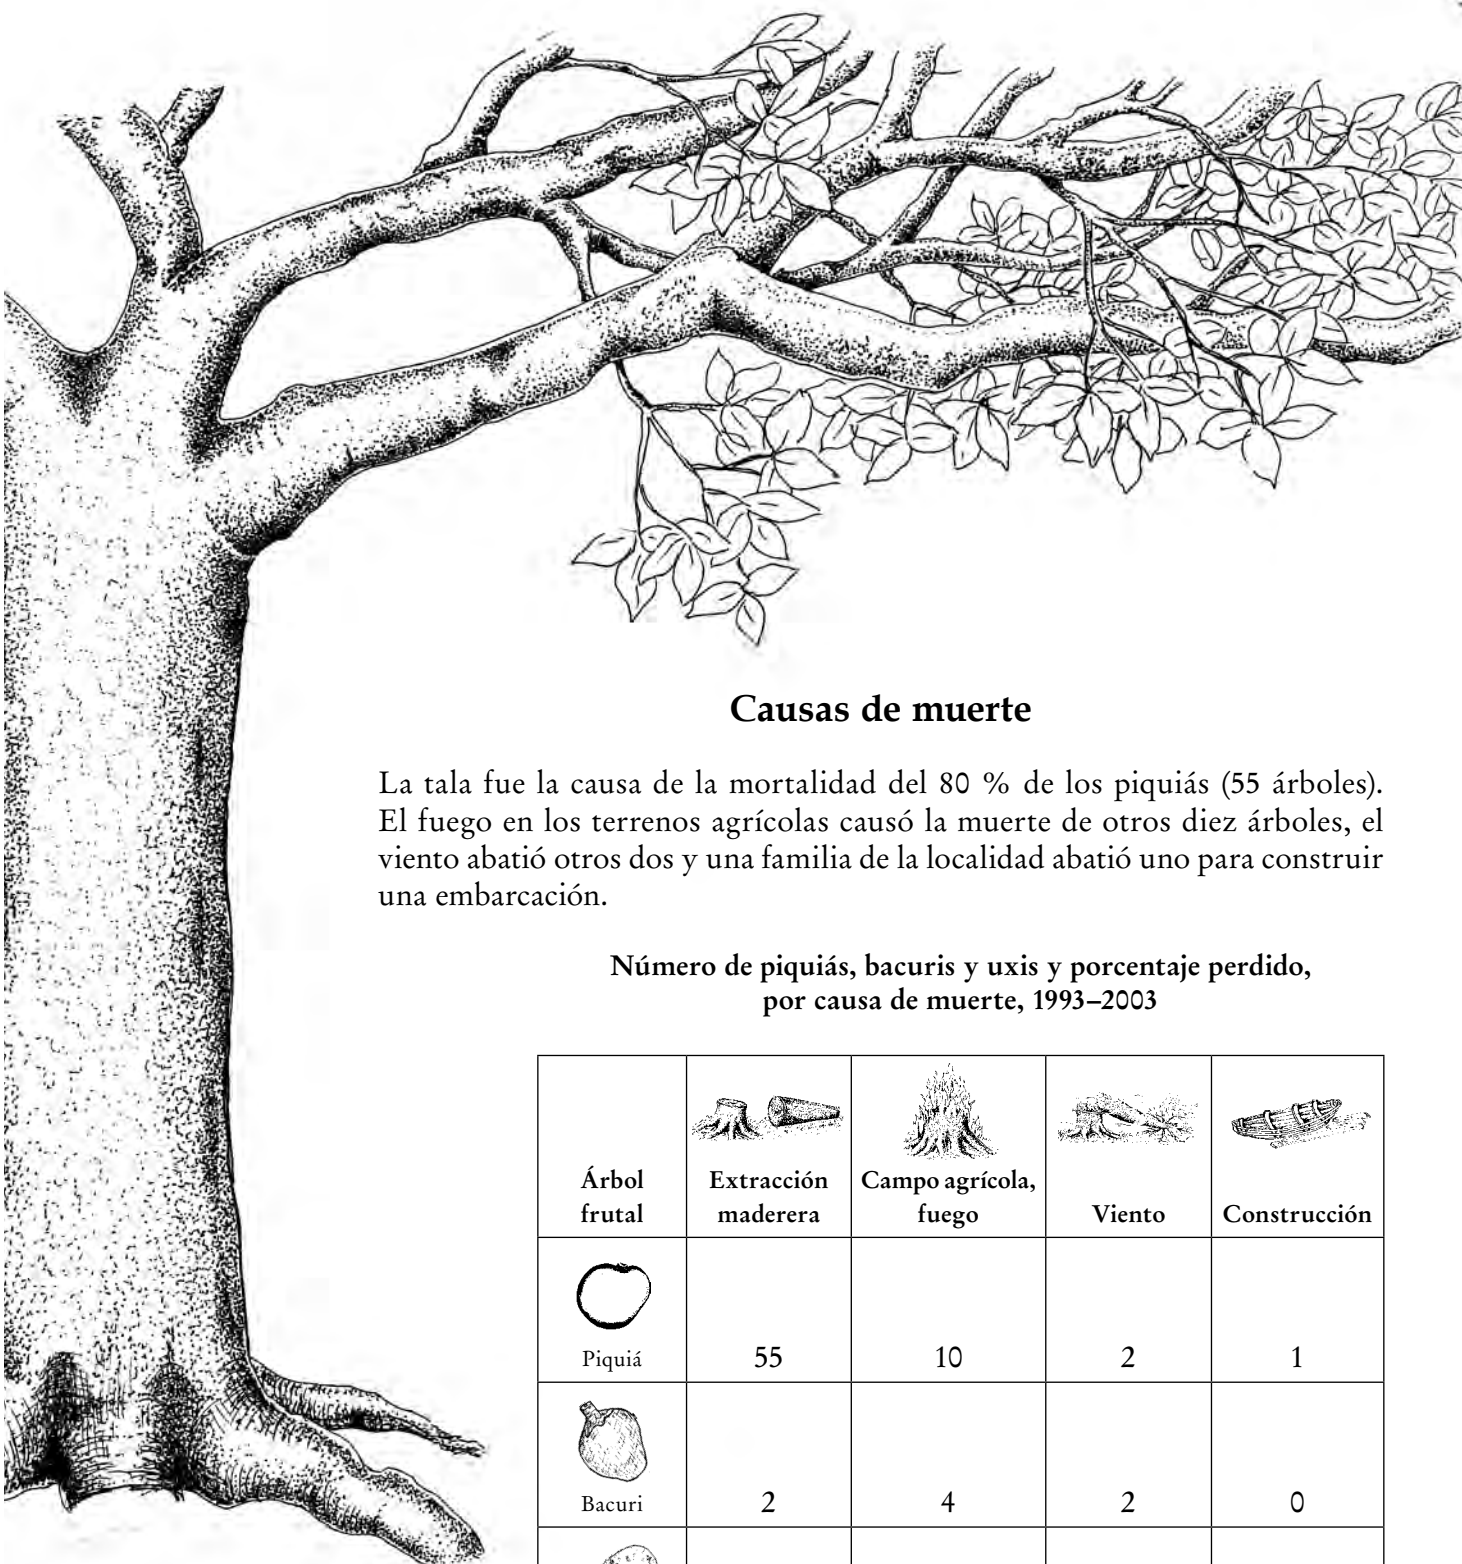 Causas de muerte
La tala fue la causa de la mortalidad del 80 % de los piquiás (55 árboles).
El fuego en los terrenos agrícolas causó la muerte de otros diez árboles, el
viento abatió otros dos y una familia de la localidad abatió uno para construir
una embarcación.
Número de piquiás, bacuris y uxis y porcentaje perdido,
por causa de muerte, 1993–2003
Árbol
frutal
Extracción
maderera
Campo agrícola,
fuego
Viento
Construcción
Piquiá 55 10 2 1
Bacuri 2 4 2 0